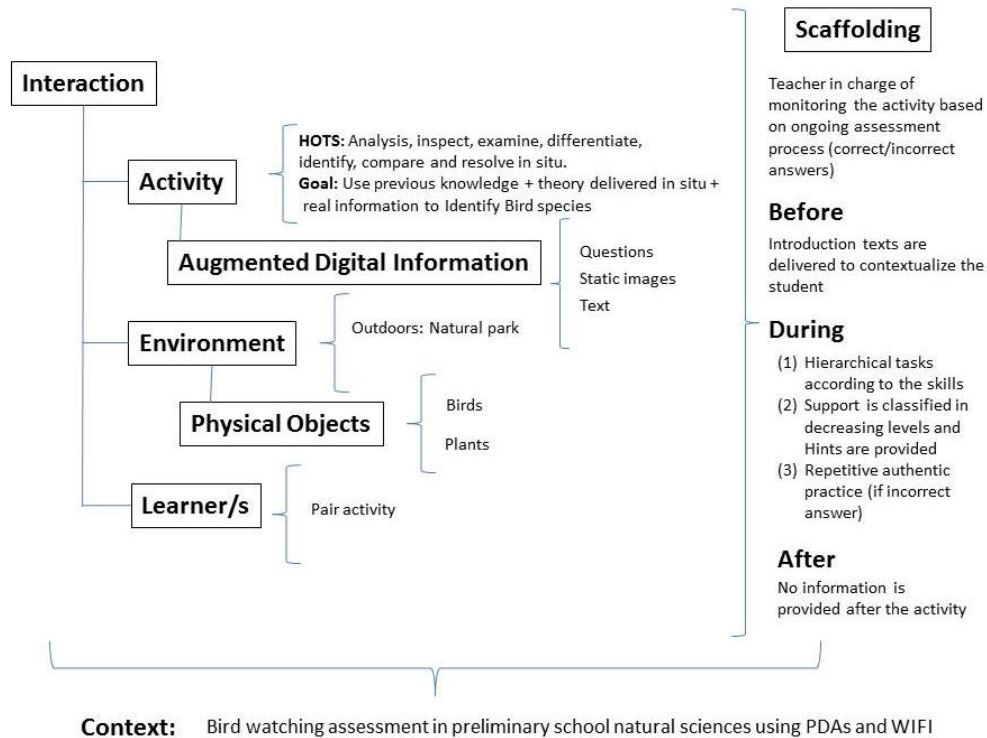 Interaction
Activity
HOTS: Analysis, inspect, examine, differentiate,
identify, compare and resolve in situ.
Goal: Use previous knowledge + theory delivered in situ +
real information to Identify Bird species
Augmented Digital Information
Questions
Static images
Text
Environment
Outdoors: Natural park
Physical Objects
Birds
Plants
Learner/s
Pair activity
Scaffolding
Teacher in charge of
monitoring the activity based
on ongoing assessment
process (correct/incorrect
answers)
Before
Introduction texts are
delivered to contextualize the
student
During
(1) Hierarchical tasks
according to the skills
(2) Support is classified in
decreasing levels and
Hints are provided
(3) Repetitive authentic
practice (if incorrect
answer)
After
No information is
provided after the activity
Context: Bird watching assessment in preliminary school natural sciences using PDAs and WIFI